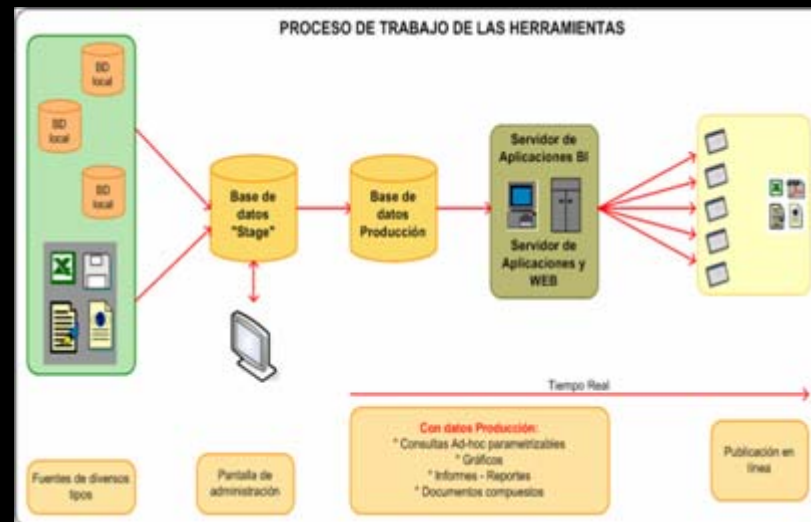 PROCESO DE TRABAJO DE LAS HERRAMIENTAS
BD
local
BD
local
BD
local
Base de
datos
"Stage"
Base de
datos
Producción
Servidor de
Aplicaciones BI
Servidor de
Aplicaciones y
WEB
Tiempo Real
Fuentes de diversos
tipos
Pantalla de
administración
Con datos Producción:
* Consultas Ad-hoc parametrizables
* Gráficos
* Informes - Reportes
* Documentos compuestos
Publicación en
línea